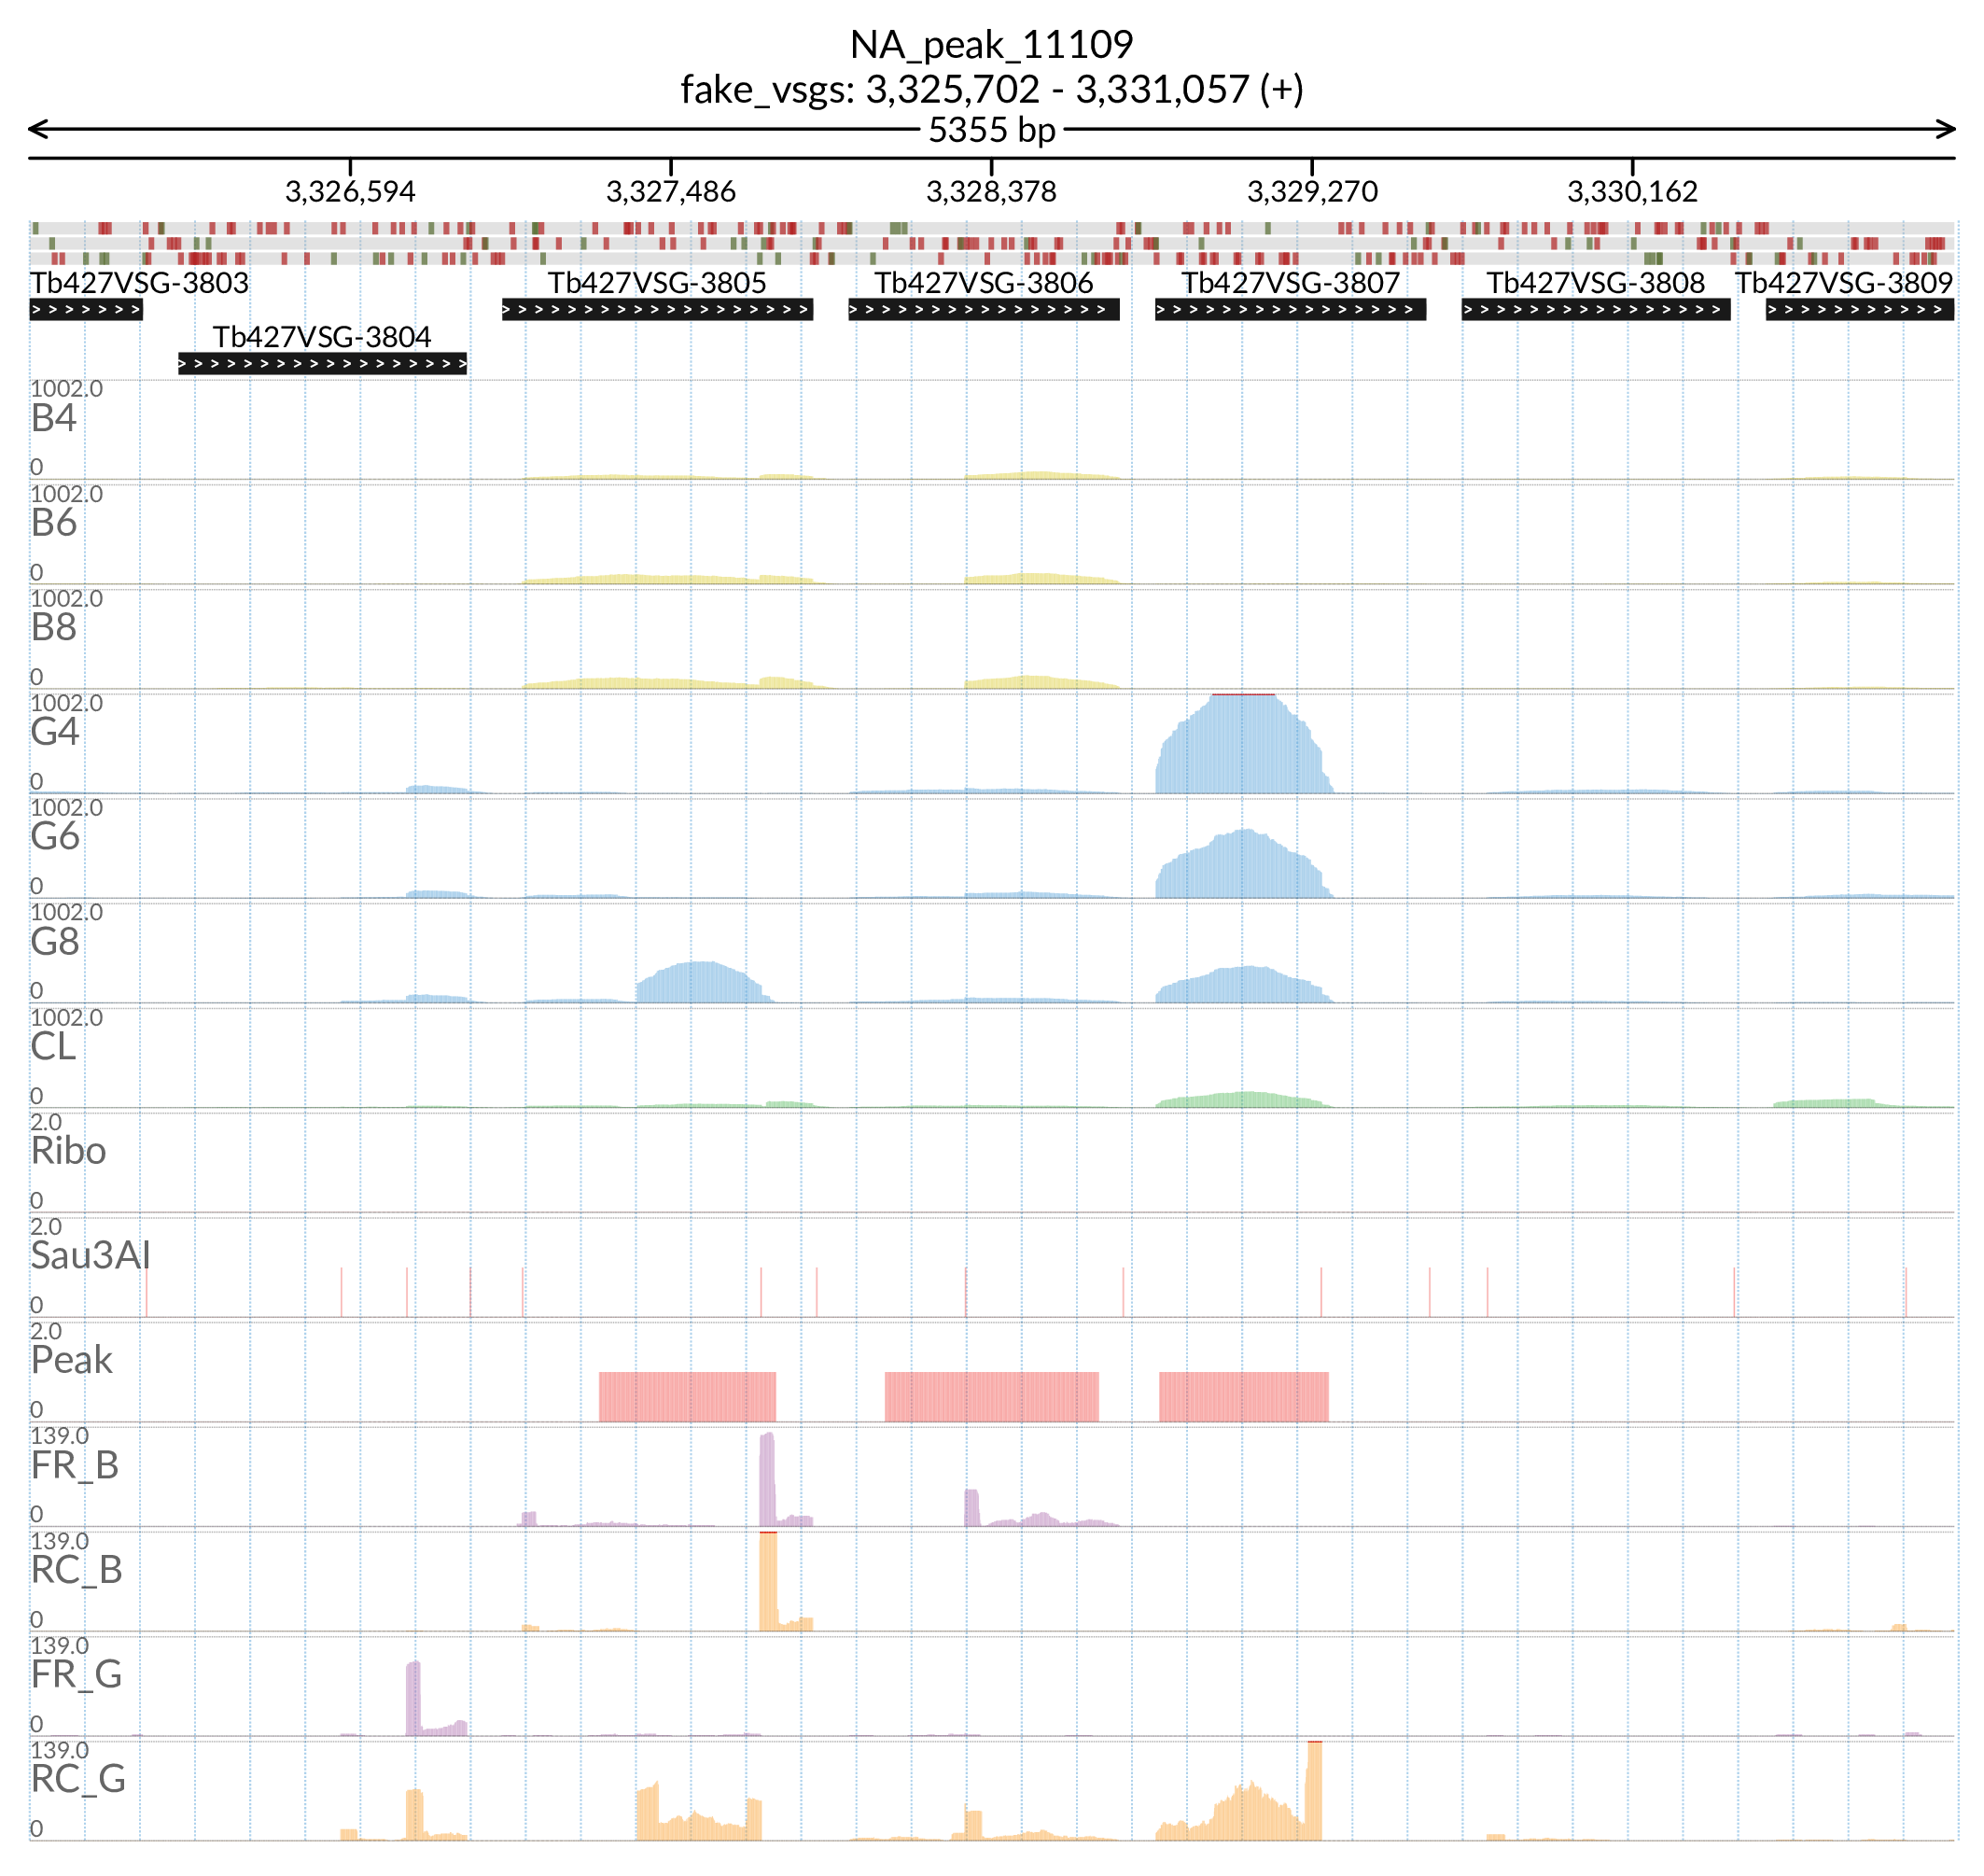 NA_peak_11109
fake_vsgs: 3,325,702 - 3,331,057 (+)
5355 bp
3,326,594 3,327,486 3,328,378 3,329,270 3,330,162
Tb427VSG-3803 Tb427VSG-3805 Tb427VSG-3806 Tb427VSG-3807 Tb427VSG-3808 Tb427VSG-3809
Tb427VSG-3804
1002.0
B4
0
1002.0
B6
0
1002.0
B8
0
1002.0
G4
0
1002.0
G6
0
1002.0
G8
0
1002.0
CL
0
2.0
Ribo
0
2.0
Sau3AI
0
2.0
Peak
0
139.0
FR_B
0
139.0
RC_B
0
139.0
FR_G
0
139.0
RC_G
0